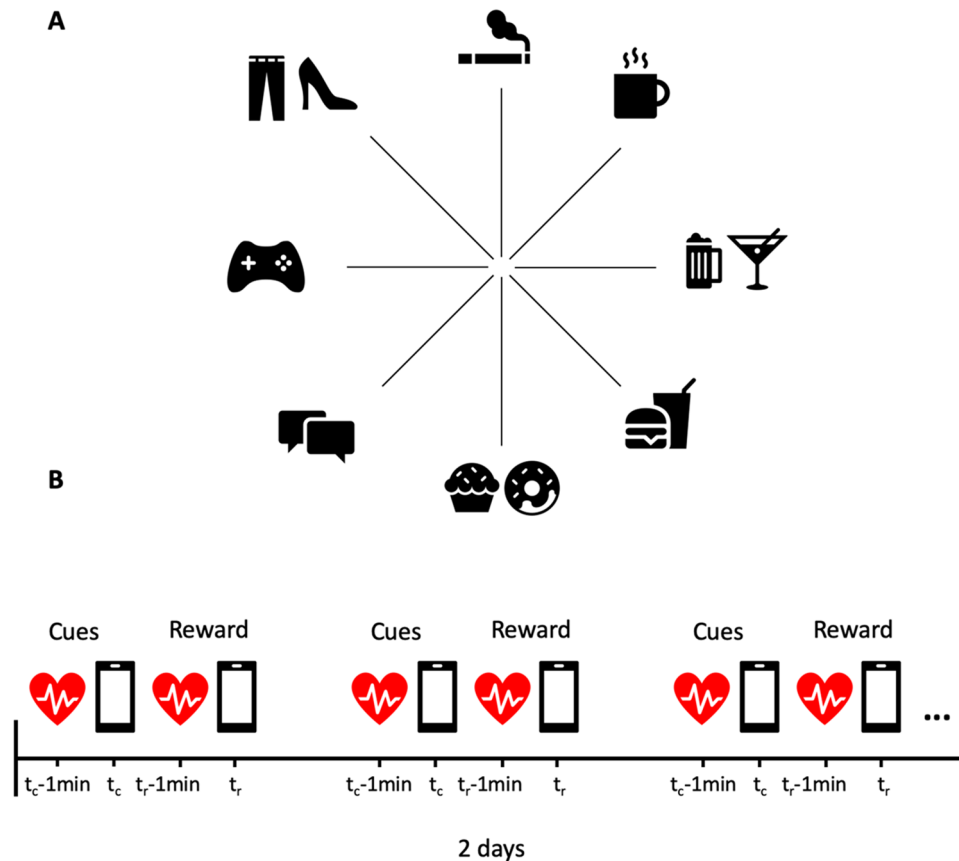 A
B
Cues Reward Cues Reward Cues Reward
...
tc-1min tc tr-1min tr tc-1min tc tr-1min tr tc-1min tc tr-1min tr
2 days